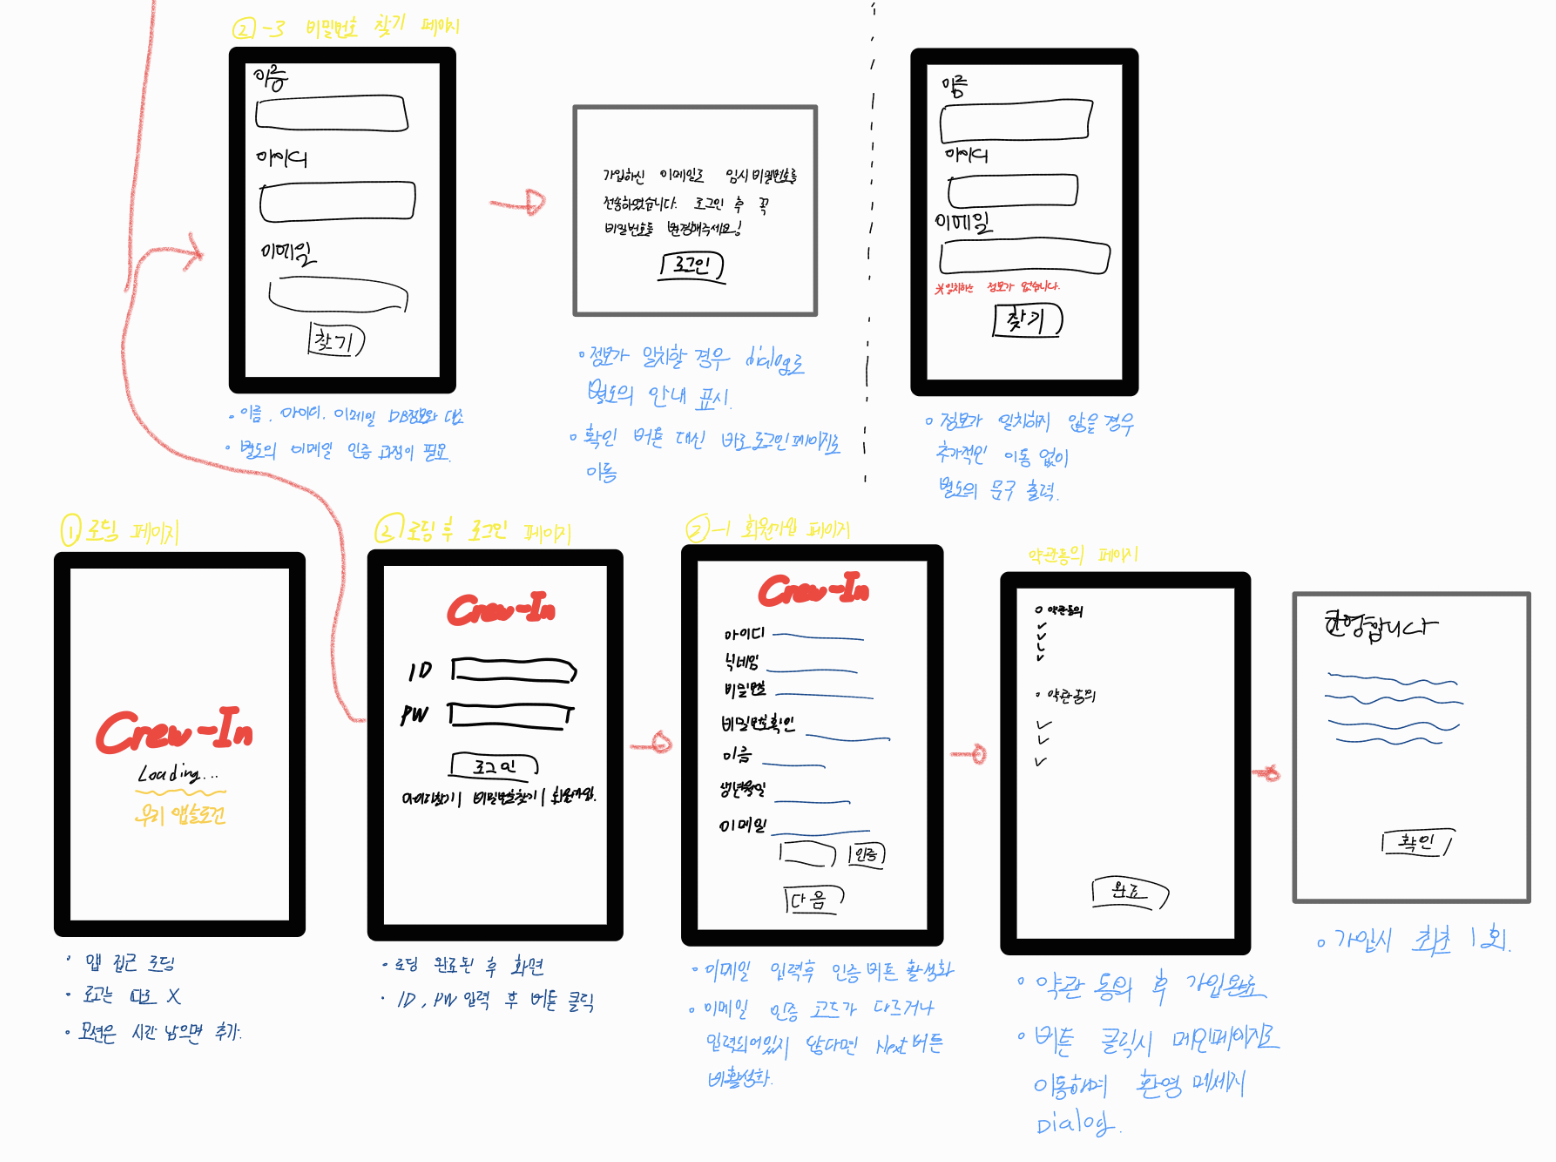 ②-3 비밀번호 찾기 페이지
이름
아이디
이메일
찾기
• 이름, 아이디, 이메일 DB정보와 대조
• 별도의 이메일 인증 과정이 필요.
가입하신 이메일로 임시 비밀번호를
전송하였습니다. 로그인 후 꼭
비밀번호를 변경해주세요!
로그인
• 정보가 일치할 경우 dialog로
별도의 안내 표시.
• 확인 버튼 대신 바로 로그인 페이지로
이동
이름
아이디
이메일
※일치하는 정보가 없습니다.
찾기
• 정보가 일치하지 않을 경우
추가적인 이동 없이
별도의 문구 출력.
① 로딩 페이지
Crew-In
Loading...
우리 앱 슬로건
• 앱 접근 로딩
• 로고는 따로 X
• 모션은 시간 남으면 추가.
②로딩 후 로그인 페이지
Crew-In
ID
PW
로그인
아이디찾기 | 비밀번호찾기 | 회원가입.
• 로딩 완료된 후 화면
• ID, PW 입력 후 버튼 클릭
②-1 회원가입 페이지
Crew-In
아이디
닉네임
비밀번호
비밀번호확인
이름
생년월일
이메일
인증
다음
• 이메일 입력후 인증 버튼 활성화
• 이메일 인증 코드가 다르거나
입력되어있지 않다면 Next 버튼
비활성화.
약관동의 페이지
○ 약관동의
• 약관동의
완료
• 약관 동의 후 가입완료
• 버튼 클릭시 메인페이지로
이동하며 환영 메세지
Dialog.
환영합니다
확인
• 가입시 최초 1회.